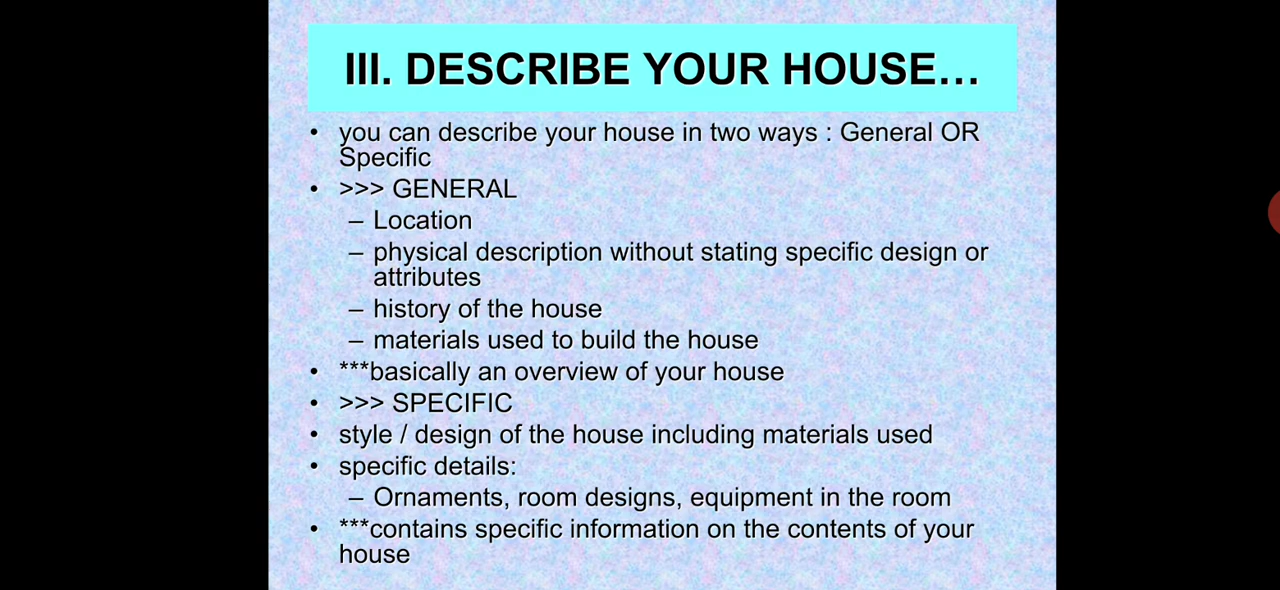 III. DESCRIBE YOUR HOUSE…
• you can describe your house in two ways : General OR
Specific
• >>> GENERAL
– Location
– physical description without stating specific design or
attributes
– history of the house
– materials used to build the house
• ***basically an overview of your house
• >>> SPECIFIC
• style / design of the house including materials used
• specific details:
– Ornaments, room designs, equipment in the room
• ***contains specific information on the contents of your
house